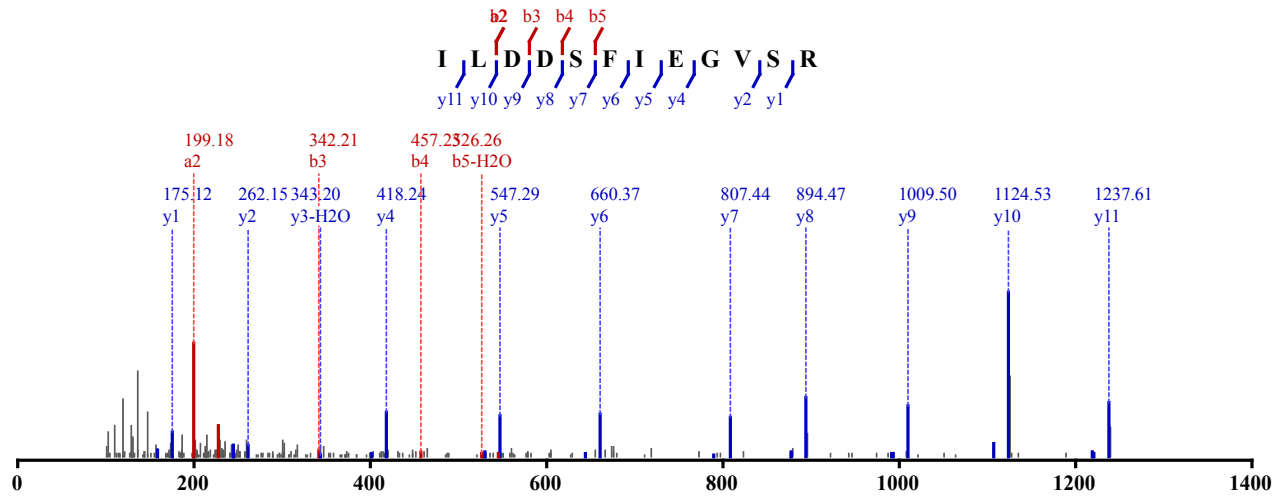 b2 b3 b4 b5
I L D D S F I E G V S R
y11 y10 y9 y8 y7 y6 y5 y4 y2 y1
199.18 342.21 457.23 526.26
a2 b3 b4 b5-H2O
175.12 262.15 343.20 418.24 547.29 660.37 807.44 894.47 1009.50 1124.53 1237.61
y1 y2 y3-H2O y4 y5 y6 y7 y8 y9 y10 y11
0 200 400 600 800 1000 1200 1400